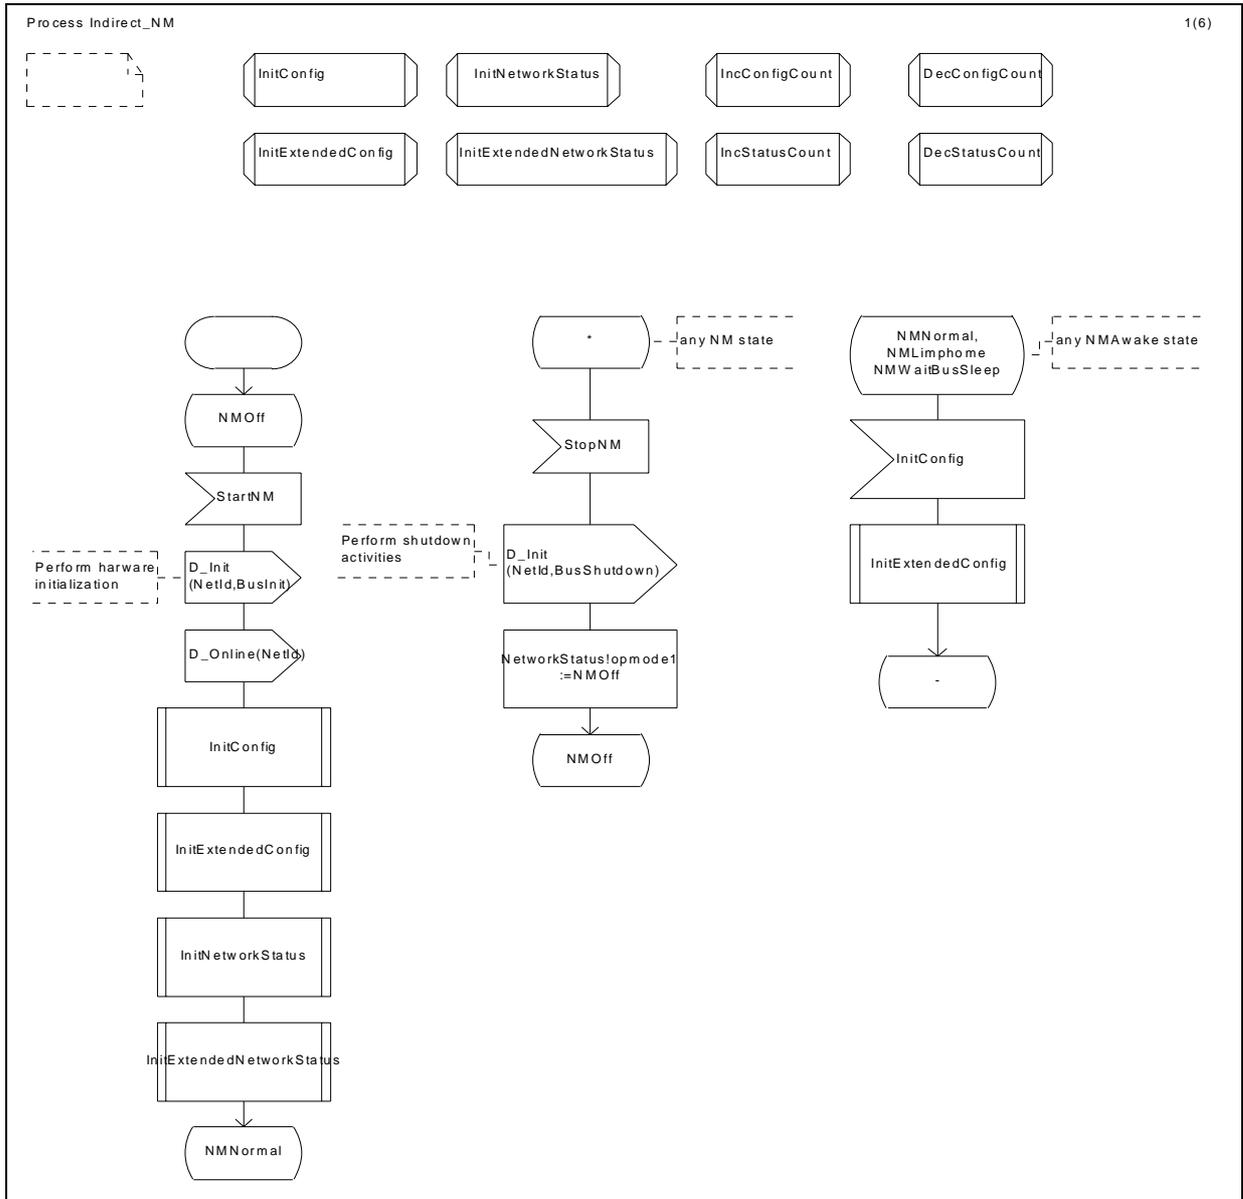 Process Indirect_NM
1(6)
InitConfig
InitNetworkStatus
IncConfigCount
DecConfigCount
InitExtendedConfig
InitExtendedNetworkStatus
IncStatusCount
DecStatusCount
NMOff
StartNM
Perform harware
initialization
D_Init
(NetId,BusInit)
D_Online(NetId)
InitConfig
InitExtendedConfig
InitNetworkStatus
InitExtendedNetworkStatus
NMNormal
*
any NM state
StopNM
Perform shutdown
activities
D_Init
(NetId,BusShutdown)
NetworkStatus!opmode1
:=NMOff
NMOff
NMNormal,
NMLimphome
NMWaitBusSleep
any NMAwake state
InitConfig
InitExtendedConfig
-